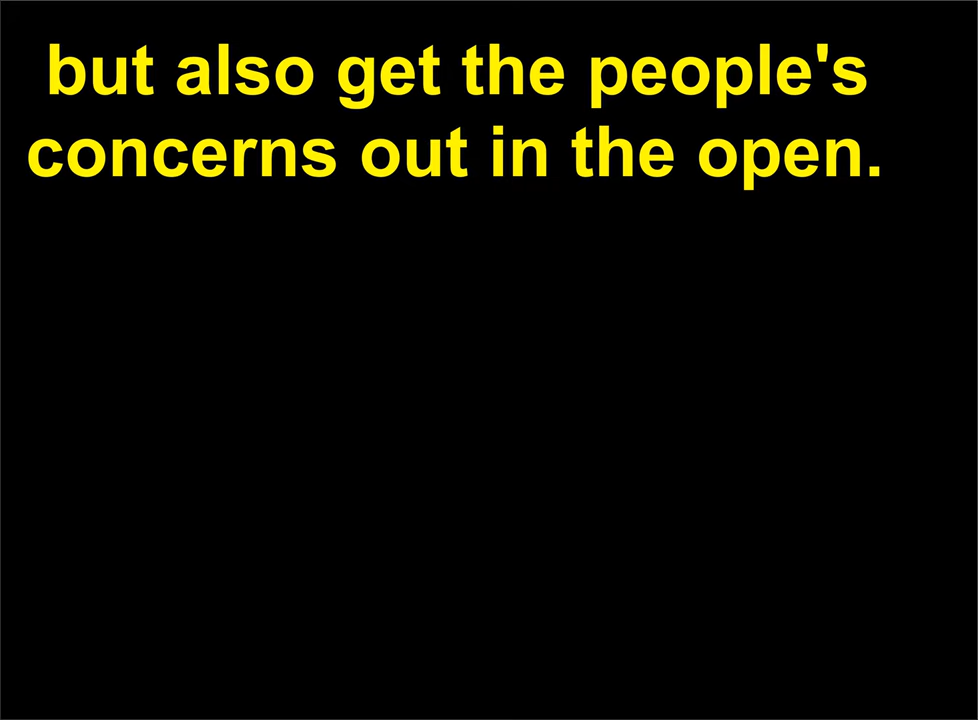 but also get the people's
concerns out in the open.